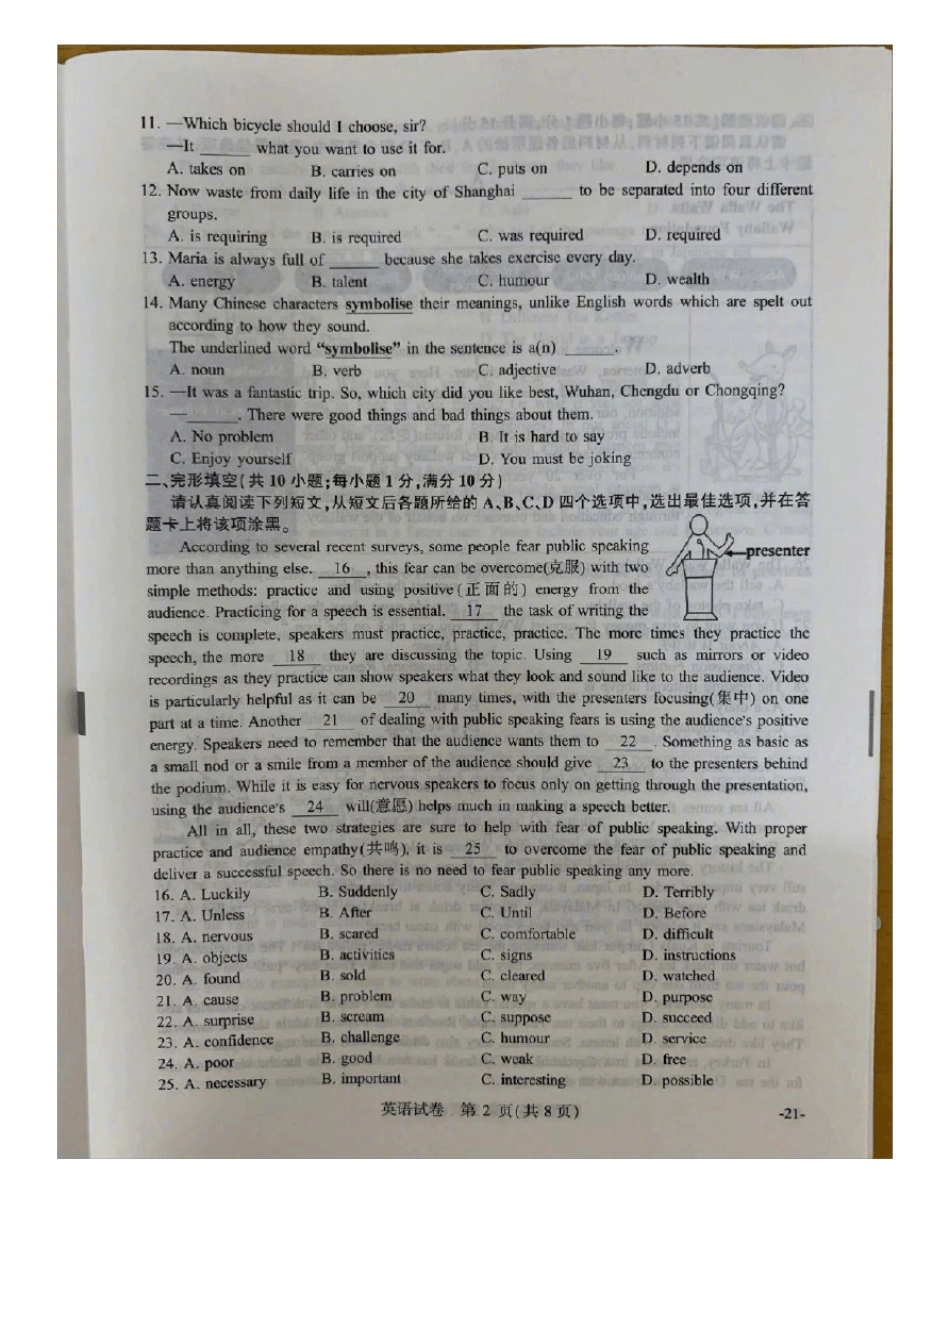 11. —Which bicycle should I choose, sir?
—It ______ what you want to use it for.
A. takes on B. carries on C. puts on D. depends on
12. Now waste from daily life in the city of Shanghai ______ to be separated into four different
groups.
A. is requiring B. is required C. was required D. required
13. Maria is always full of ______ because she takes exercise every day.
A. energy B. talent C. humour D. wealth
14. Many Chinese characters symbolise their meanings, unlike English words which are spelt out
according to how they sound.
The underlined word “symbolise” in the sentence is a(n) ______.
A. noun B. verb C. adjective D. adverb
15. —It was a fantastic trip. So, which city did you like best, Wuhan, Chengdu or Chongqing?
—______. There were good things and bad things about them.
A. No problem B. It is hard to say
C. Enjoy yourself D. You must be joking
二、完形填空(共 10 小题;每小题 1 分,满分 10 分)
请认真阅读下列短文,从短文后各题所给的 A、B、C、D 四个选项中,选出最佳选项,并在答
题卡上将该项涂黑。
According to several recent surveys, some people fear public speaking
more than anything else. 16 , this fear can be overcome(克服) with two
simple methods: practice and using positive(正面的) energy from the
audience. Practicing for a speech is essential. 17 the task of writing the
presenter
speech is complete, speakers must practice, practice, practice. The more times they practice the
speech, the more 18 they are discussing the topic. Using 19 such as mirrors or video
recordings as they practice can show speakers what they look and sound like to the audience. Video
is particularly helpful as it can be 20 many times, with the presenters focusing(集中) on one
part at a time. Another 21 of dealing with public speaking fears is using the audience's positive
energy. Speakers need to remember that the audience wants them to 22 . Something as basic as
a small nod or a smile from a member of the audience should give 23 to the presenters behind
the podium. While it is easy for nervous speakers to focus only on getting through the presentation,
using the audience's 24 will(意愿) helps much in making a speech better.
All in all, these two strategies are sure to help with fear of public speaking. With proper
practice and audience empathy(共鸣), it is 25 to overcome the fear of public speaking and
deliver a successful speech. So there is no need to fear public speaking any more.
16. A. Luckily B. Suddenly C. Sadly D. Terribly
17. A. Unless B. After C. Until D. Before
18. A. nervous B. scared C. comfortable D. difficult
19. A. objects B. activities C. signs D. instructions
20. A. found B. sold C. cleared D. watched
21. A. cause B. problem C. way D. purpose
22. A. surprise B. scream C. suppose D. succeed
23. A. confidence B. challenge C. humour D. service
24. A. poor B. good C. weak D. free
25. A. necessary B. important C. interesting D. possible
英语试卷 第 2 页(共 8 页)
-21-